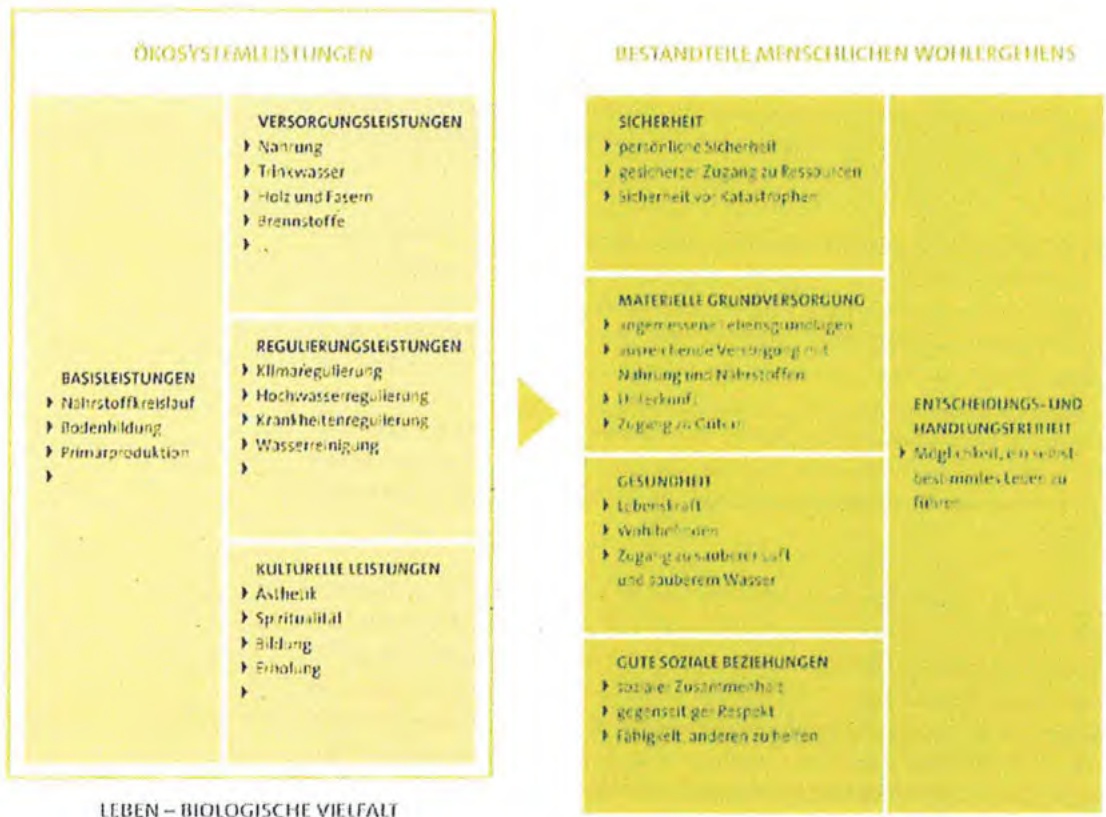 ÖKOSYSTEMLEISTUNGEN
BASISLEISTUNGEN
Nährstoffkreislauf
Bodenbildung
Primärproduktion
VERSORGUNGSLEISTUNGEN
Nahrung
Trinkwasser
Holz und Fasern
Brennstoffe
...
REGULIERUNGSLEISTUNGEN
Klimaregulierung
Hochwasserregulierung
Krankheitenregulierung
Wasserreinigung
KULTURELLE LEISTUNGEN
Ästhetik
Spiritualität
Bildung
Erholung
...
LEBEN – BIOLOGISCHE VIELFALT
BESTANDTEILE MENSCHLICHEN WOHLERGEHENS
SICHERHEIT
persönliche Sicherheit
gesicherter Zugang zu Ressourcen
Sicherheit vor Katastrophen
MATERIELLE GRUNDVERSORGUNG
angemessene Lebensgrundlagen
ausreichende Versorgung mit
Nahrung und Nährstoffen
Unterkunft
Zugang zu Gütern
GESUNDHEIT
Lebenskraft
Wohlbefinden
Zugang zu sauberer Luft
und sauberem Wasser
GUTE SOZIALE BEZIEHUNGEN
sozialer Zusammenhalt
gegenseitiger Respekt
Fähigkeit, anderen zu helfen
ENTSCHEIDUNGS- UND
HANDLUNGSFREIHEIT
Möglichkeit, ein selbst-
bestimmtes Leben zu
führen